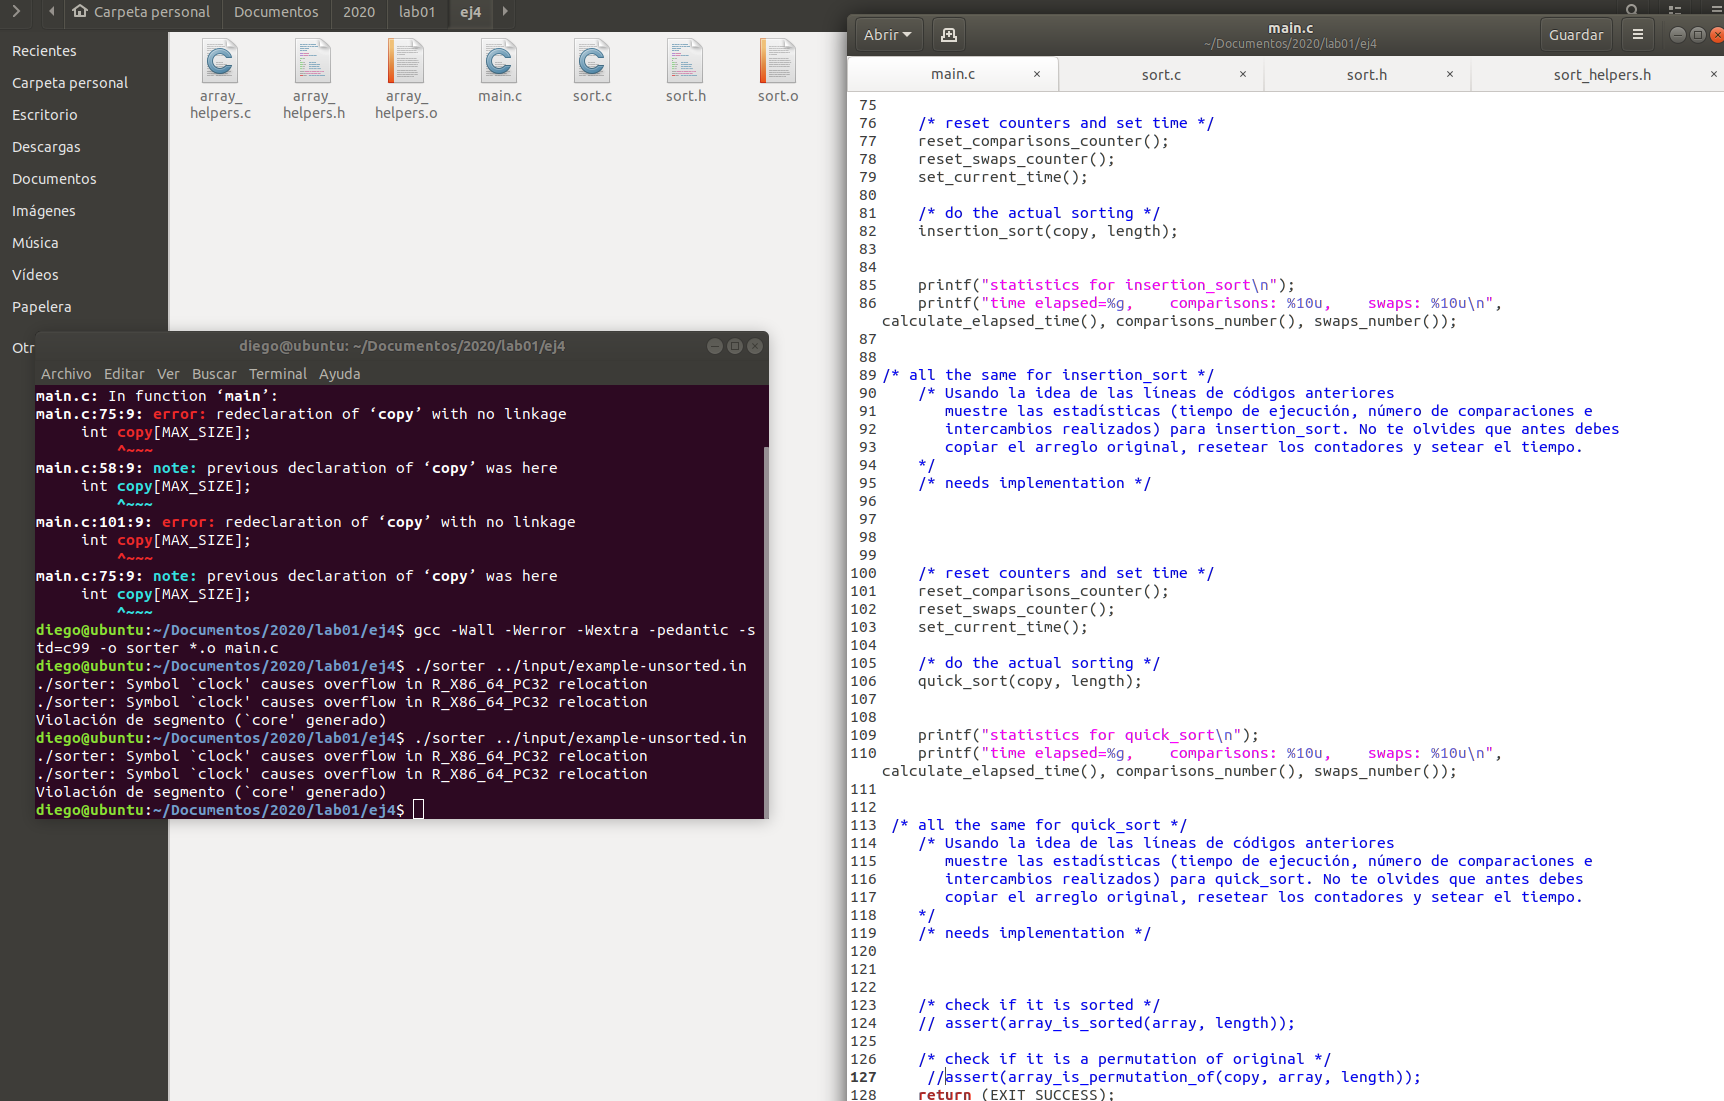 Carpeta personal
Documentos
2020
lab01
ej4
Recientes
Carpeta personal
Escritorio
Descargas
Documentos
Imágenes
Música
Vídeos
Papelera
Otr
array_
helpers.c
array_
helpers.h
array_
helpers.o
main.c
sort.c
sort.h
sort.o
diego@ubuntu: ~/Documentos/2020/lab01/ej4
Archivo Editar Ver Buscar Terminal Ayuda
main.c: In function ‘main’:
main.c:75:9: error: redeclaration of ‘copy’ with no linkage
     int copy[MAX_SIZE];
         ^~~~
main.c:58:9: note: previous declaration of ‘copy’ was here
     int copy[MAX_SIZE];
         ^~~~
main.c:101:9: error: redeclaration of ‘copy’ with no linkage
     int copy[MAX_SIZE];
         ^~~~
main.c:75:9: note: previous declaration of ‘copy’ was here
     int copy[MAX_SIZE];
         ^~~~
diego@ubuntu:~/Documentos/2020/lab01/ej4$ gcc -Wall -Werror -Wextra -pedantic -s
td=c99 -o sorter *.o main.c
diego@ubuntu:~/Documentos/2020/lab01/ej4$ ./sorter ../input/example-unsorted.in
./sorter: Symbol `clock' causes overflow in R_X86_64_PC32 relocation
./sorter: Symbol `clock' causes overflow in R_X86_64_PC32 relocation
Violación de segmento (`core' generado)
diego@ubuntu:~/Documentos/2020/lab01/ej4$ ./sorter ../input/example-unsorted.in
./sorter: Symbol `clock' causes overflow in R_X86_64_PC32 relocation
./sorter: Symbol `clock' causes overflow in R_X86_64_PC32 relocation
Violación de segmento (`core' generado)
diego@ubuntu:~/Documentos/2020/lab01/ej4$
Abrir
main.c
~/Documentos/2020/lab01/ej4
Guardar
main.c ×
sort.c ×
sort.h ×
sort_helpers.h ×
75
76     /* reset counters and set time */
77     reset_comparisons_counter();
78     reset_swaps_counter();
79     set_current_time();
80
81     /* do the actual sorting */
82     insertion_sort(copy, length);
83
84
85     printf("statistics for insertion_sort\n");
86     printf("time elapsed=%g,    comparisons: %10u,    swaps: %10u\n",
calculate_elapsed_time(), comparisons_number(), swaps_number());
87
88
89 /* all the same for insertion_sort */
90     /* Usando la idea de las líneas de códigos anteriores
91        muestre las estadísticas (tiempo de ejecución, número de comparaciones e
92        intercambios realizados) para insertion_sort. No te olvides que antes debes
93        copiar el arreglo original, resetear los contadores y setear el tiempo.
94     */
95     /* needs implementation */
96
97
98
99
100     /* reset counters and set time */
101     reset_comparisons_counter();
102     reset_swaps_counter();
103     set_current_time();
104
105     /* do the actual sorting */
106     quick_sort(copy, length);
107
108
109     printf("statistics for quick_sort\n");
110     printf("time elapsed=%g,    comparisons: %10u,    swaps: %10u\n",
calculate_elapsed_time(), comparisons_number(), swaps_number());
111
112
113  /* all the same for quick_sort */
114     /* Usando la idea de las líneas de códigos anteriores
115        muestre las estadísticas (tiempo de ejecución, número de comparaciones e
116        intercambios realizados) para quick_sort. No te olvides que antes debes
117        copiar el arreglo original, resetear los contadores y setear el tiempo.
118     */
119     /* needs implementation */
120
121
122
123     /* check if it is sorted */
124     // assert(array_is_sorted(array, length));
125
126     /* check if it is a permutation of original */
127      //assert(array_is_permutation_of(copy, array, length));
128     return (EXIT_SUCCESS);